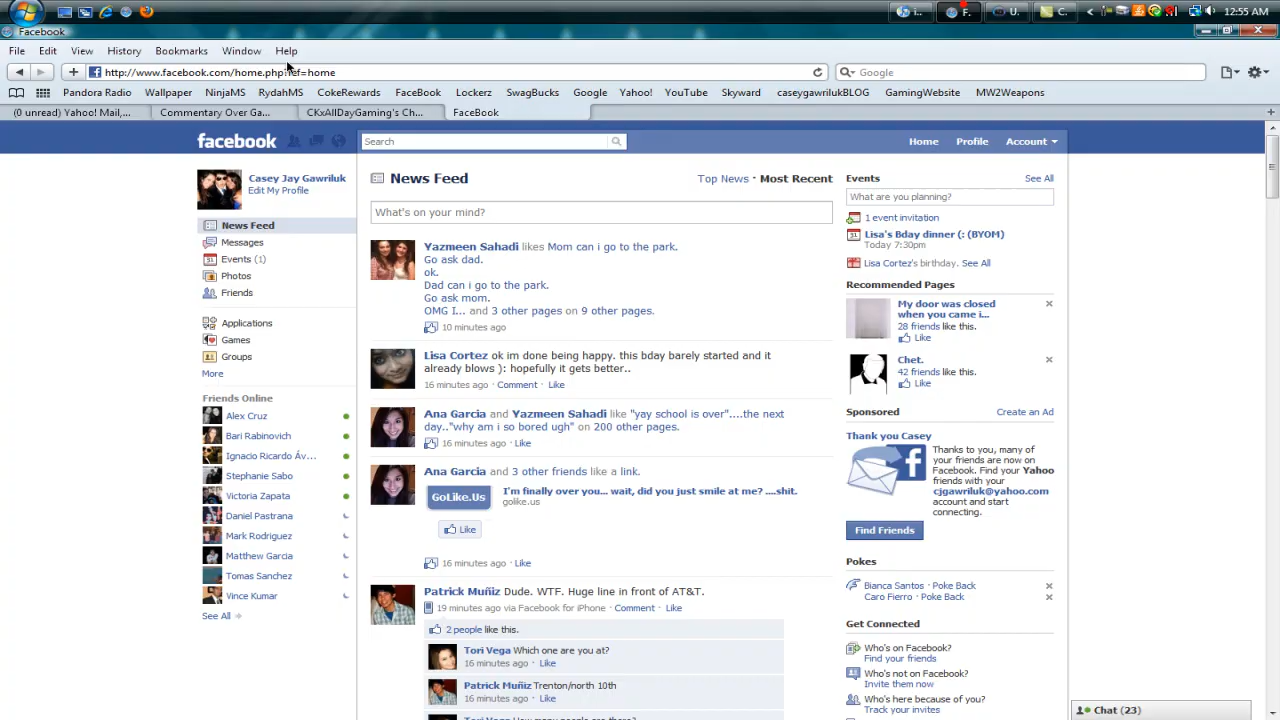 i..
F.
U.
C.
12:55 AM
Facebook
File Edit View History Bookmarks Window Help
http://www.facebook.com/home.php?ref=home
Google
Pandora Radio Wallpaper NinjaMS RydahMS CokeRewards FaceBook Lockerz SwagBucks Google Yahoo! YouTube Skyward caseygawrilukBLOG GamingWebsite MW2Weapons
(0 unread) Yahoo! Mail,... Commentary Over Ga... CKxAllDayGaming's Ch... FaceBook
facebook
Search
Home Profile Account
Casey Jay Gawriluk
Edit My Profile
News Feed
Messages
Events (1)
Photos
Friends
Applications
Games
Groups
More
Friends Online
Alex Cruz
Bari Rabinovich
Ignacio Ricardo Áv...
Stephanie Sabo
Victoria Zapata
Daniel Pastrana
Mark Rodriguez
Matthew Garcia
Tomas Sanchez
Vince Kumar
See All
News Feed
Top News · Most Recent
What's on your mind?
Yazmeen Sahadi likes Mom can i go to the park.
Go ask dad.
ok.
Dad can i go to the park.
Go ask mom.
OMG I... and 3 other pages on 9 other pages.
10 minutes ago
Lisa Cortez ok im done being happy. this bday barely started and it
already blows ): hopefully it gets better..
16 minutes ago · Comment · Like
Ana Garcia and Yazmeen Sahadi like "yay school is over"....the next
day.."why am i so bored ugh" on 200 other pages.
16 minutes ago · Like
Ana Garcia and 3 other friends like a link.
GoLike.Us
I'm finally over you... wait, did you just smile at me? ....shit.
golike.us
Like
16 minutes ago · Like
Patrick Muñiz Dude. WTF. Huge line in front of AT&T.
19 minutes ago via Facebook for iPhone · Comment · Like
2 people like this.
Tori Vega Which one are you at?
16 minutes ago · Like
Patrick Muñiz Trenton/north 10th
16 minutes ago · Like
Tori Vega How many people are there?
Events
See All
What are you planning?
1 event invitation
31 Lisa's Bday dinner (: (BYOM)
Today 7:30pm
Lisa Cortez's birthday. See All
Recommended Pages
My door was closed
when you came i...
28 friends like this.
Like
Chet.
42 friends like this.
Like
Sponsored
Create an Ad
Thank you Casey
Thanks to you, many of
your friends are now on
Facebook. Find your Yahoo
friends with your
cjgawriluk@yahoo.com
account and start
connecting.
Find Friends
Pokes
Bianca Santos · Poke Back
Caro Fierro · Poke Back
Get Connected
Who's on Facebook?
Find your friends
Who's not on Facebook?
Invite them now
Who's here because of you?
Track your invites
Chat (23)